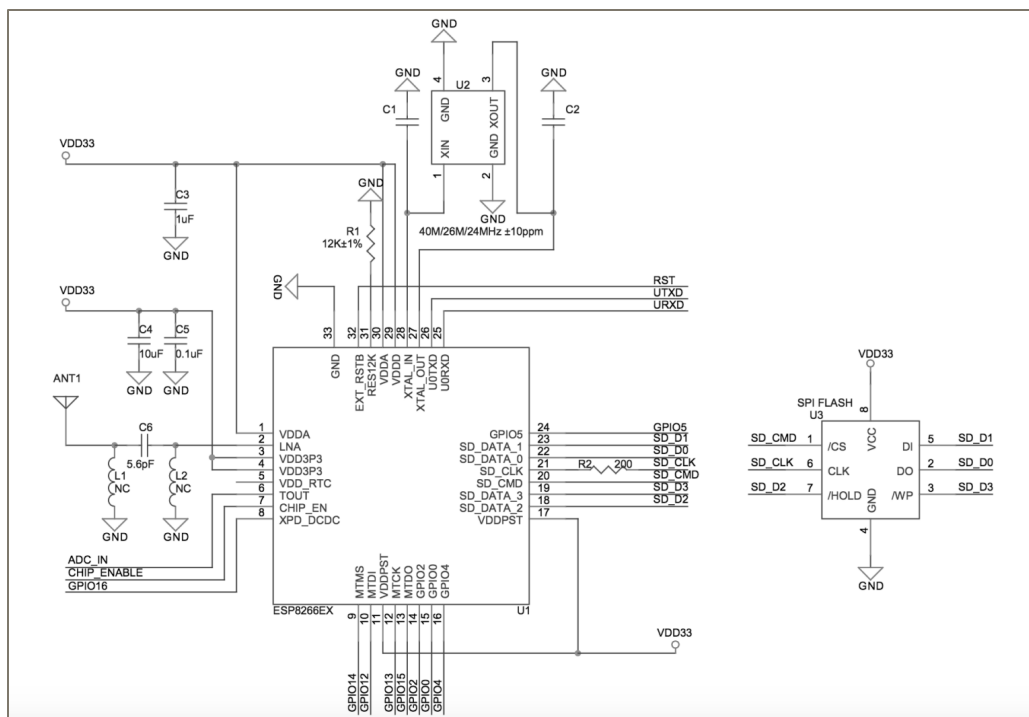 GND
4
3
U2
GND
XOUT
XIN
GND
1
2
GND
C1
GND
C2
GND
40M/26M/24MHz ±10ppm
VDD33
C3
1uF
GND
GND
R1
12K±1%
GND
VDD33
C4
10uF
GND
C5
0.1uF
GND
ANT1
C6
5.6pF
L1
NC
GND
L2
NC
GND
RST
UTXD
URXD
33
32
31
30
29
28
27
26
25
GND
EXT_RSTB
RES12K
VDDA
VDDD
XTAL_IN
XTAL_OUT
U0TXD
U0RXD
1 VDDA
2 LNA
3 VDD3P3
4 VDD3P3
5 VDD_RTC
6 TOUT
7 CHIP_EN
8 XPD_DCDC
ADC_IN
CHIP_ENABLE
GPIO16
GPIO5 24 GPIO5
SD_DATA_1 23 SD_D1
SD_DATA_0 22 SD_D0
SD_CLK 21 R2 200 SD_CLK
SD_CMD 20 SD_CMD
SD_DATA_3 19 SD_D3
SD_DATA_2 18 SD_D2
VDDPST 17
MTMS
MTDI
VDDPST
MTCK
MTDO
GPIO2
GPIO0
GPIO4
ESP8266EX
U1
9
10
11
12
13
14
15
16
GPIO14
GPIO12
GPIO13
GPIO15
GPIO2
GPIO0
GPIO4
VDD33
VDD33
SPI FLASH
U3
8
VCC
SD_CMD 1 /CS
DI 5 SD_D1
SD_CLK 6 CLK
DO 2 SD_D0
SD_D2 7 /HOLD
/WP 3 SD_D3
GND
4
GND